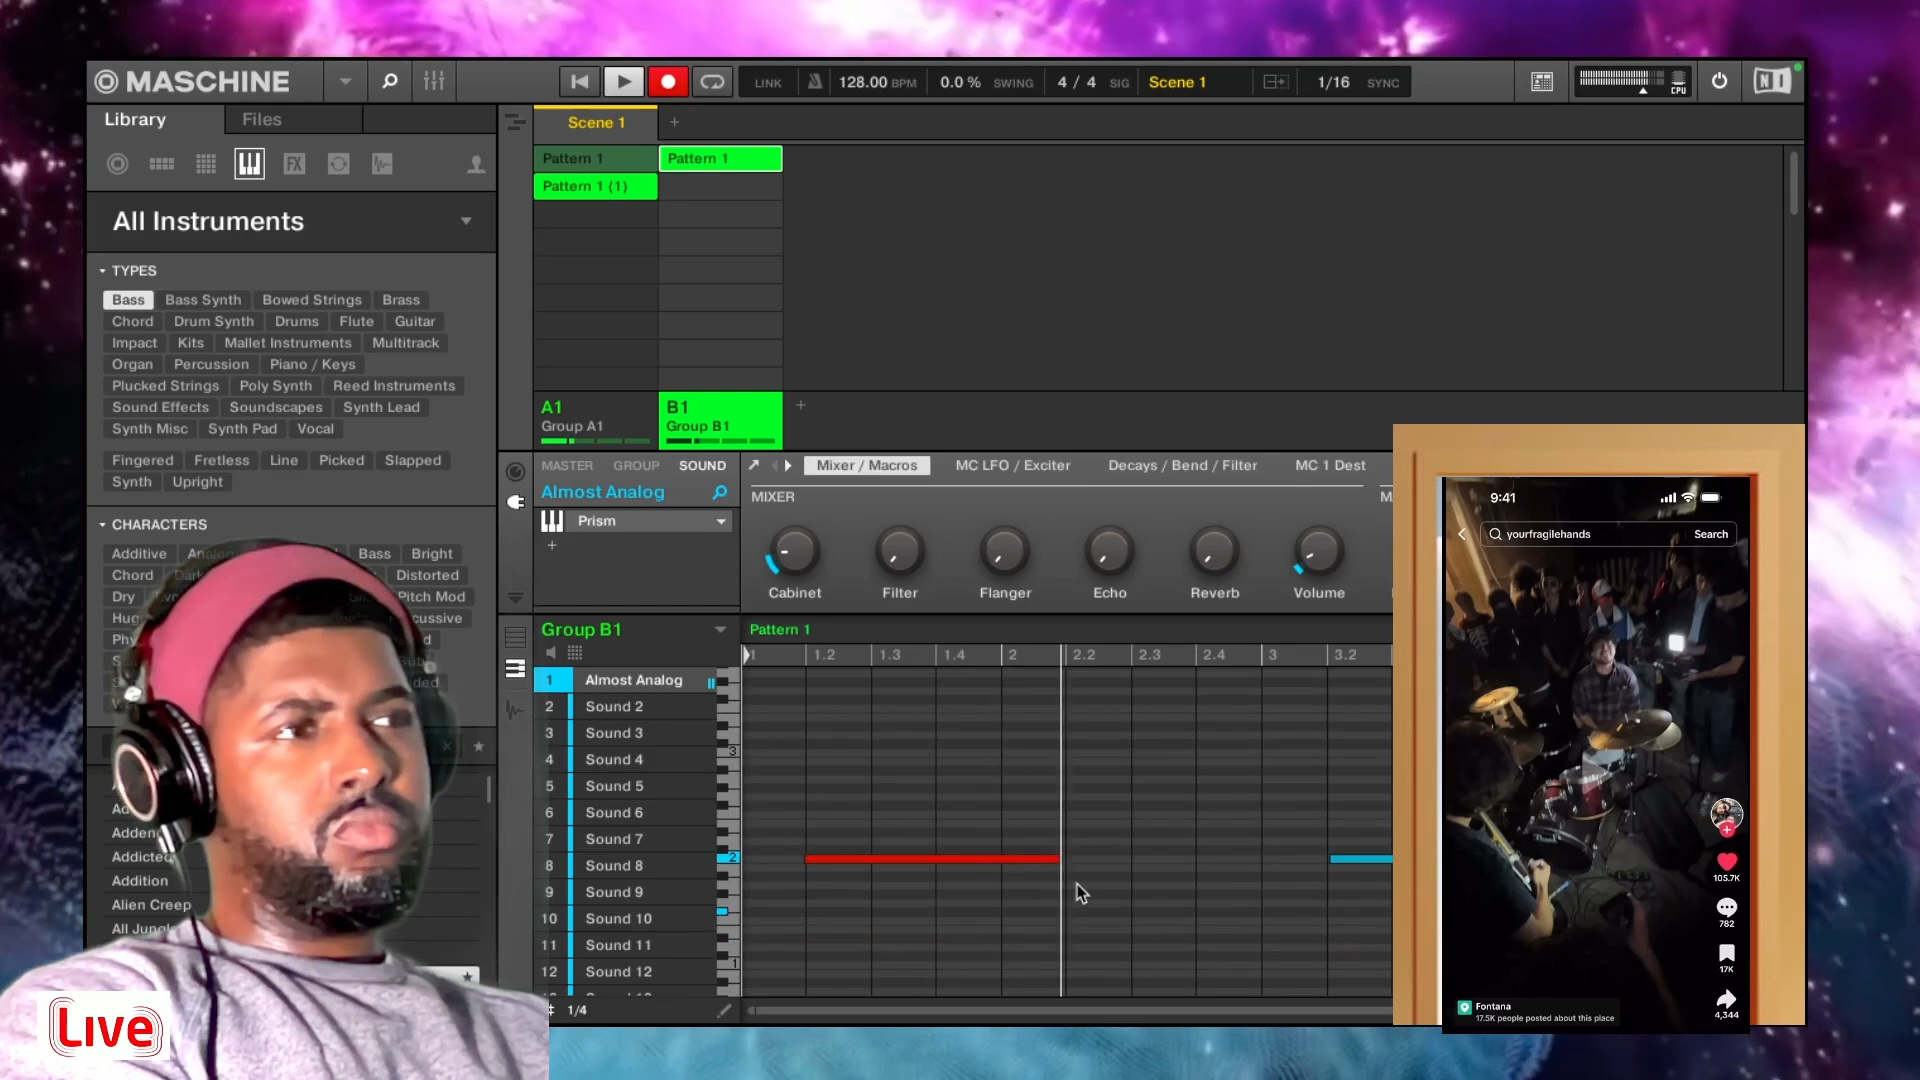 MASCHINE
LINK 128.00 BPM 0.0 % SWING 4 / 4 SIG Scene 1 1/16 SYNC
CPU
NI
Library Files
Scene 1 +
FX
Pattern 1 Pattern 1
Pattern 1 (1)
All Instruments
TYPES
Bass Bass Synth Bowed Strings Brass
Chord Drum Synth Drums Flute Guitar
Impact Kits Mallet Instruments Multitrack
Organ Percussion Piano / Keys
Plucked Strings Poly Synth Reed Instruments
Sound Effects Soundscapes Synth Lead
Synth Misc Synth Pad Vocal
Fingered Fretless Line Picked Slapped
Synth Upright
CHARACTERS
Additive Bass Bright
Chord Distorted
Dry Pitch Mod
A1 B1 +
Group A1 Group B1
MASTER GROUP SOUND
Almost Analog
Prism
+
Mixer / Macros MC LFO / Exciter Decays / Bend / Filter MC 1 Dest
MIXER
Cabinet Filter Flanger Echo Reverb Volume
Group B1
Pattern 1
1 1.2 1.3 1.4 2 2.2 2.3 2.4 3 3.2
1 Almost Analog
2 Sound 2
3 Sound 3
4 Sound 4
5 Sound 5
6 Sound 6
7 Sound 7
8 Sound 8
9 Sound 9
10 Sound 10
11 Sound 11
12 Sound 12
3
2
1
1/4
Addicted
Addition
Alien Creep
Live
9:41
yourfragilehands Search
105.7K
782
17K
4,344
Fontana
17.5K people posted about this place